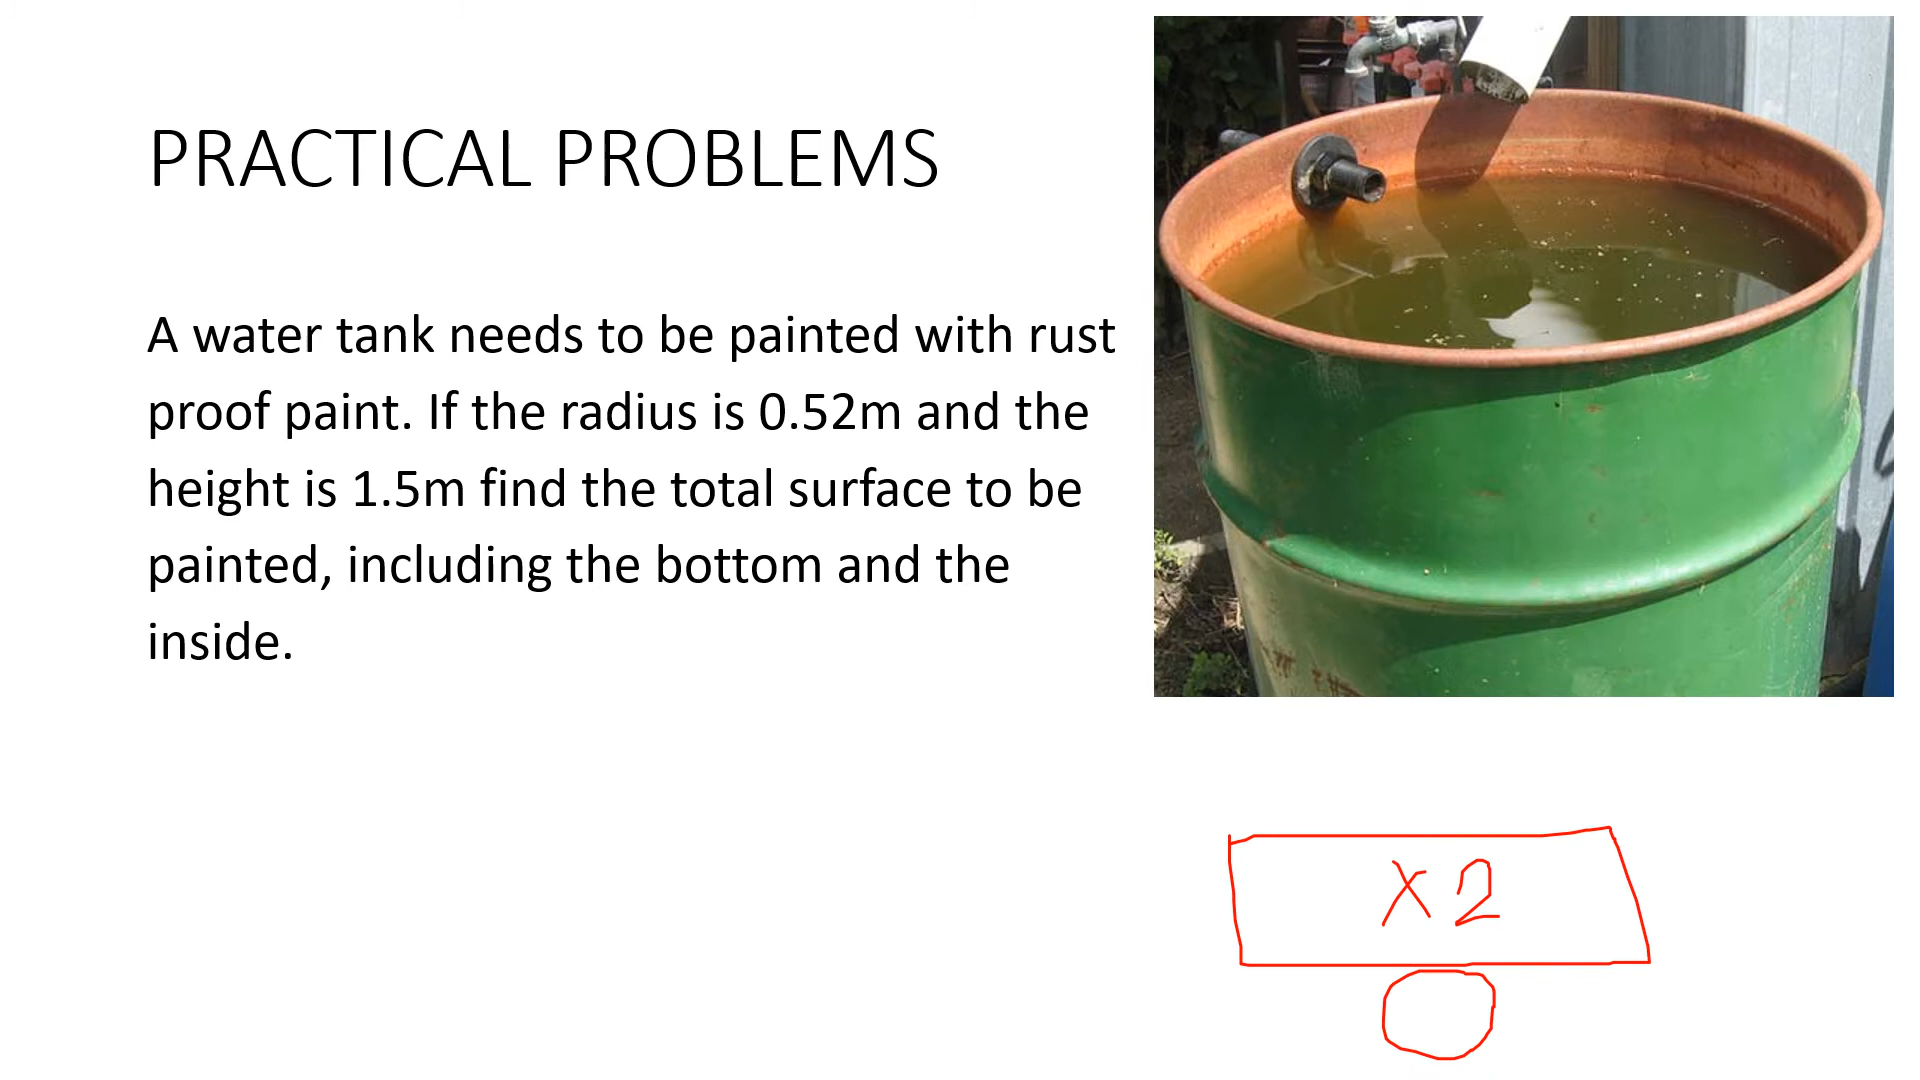 PRACTICAL PROBLEMS
A water tank needs to be painted with rust
proof paint. If the radius is 0.52m and the
height is 1.5m find the total surface to be
painted, including the bottom and the
inside.
X 2